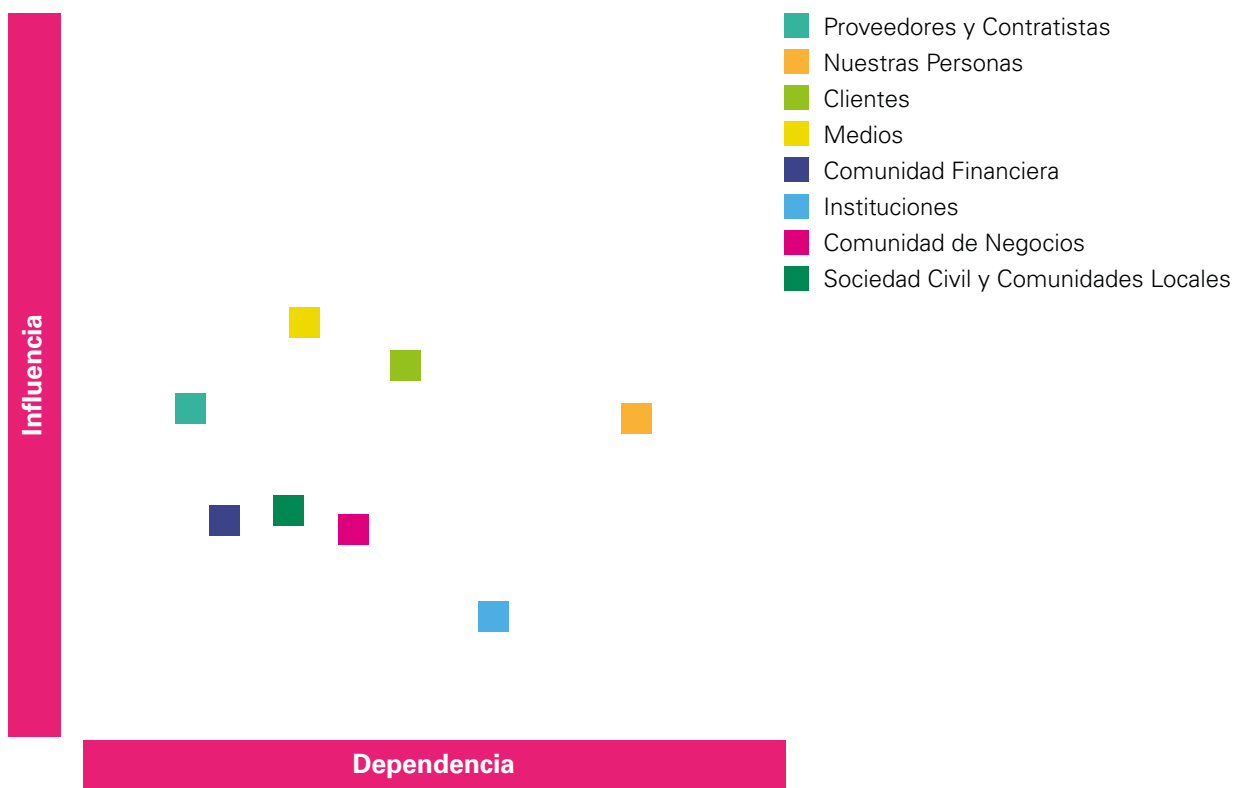 Proveedores y Contratistas
Nuestras Personas
Clientes
Medios
Comunidad Financiera
Instituciones
Comunidad de Negocios
Sociedad Civil y Comunidades Locales
Influencia
Dependencia